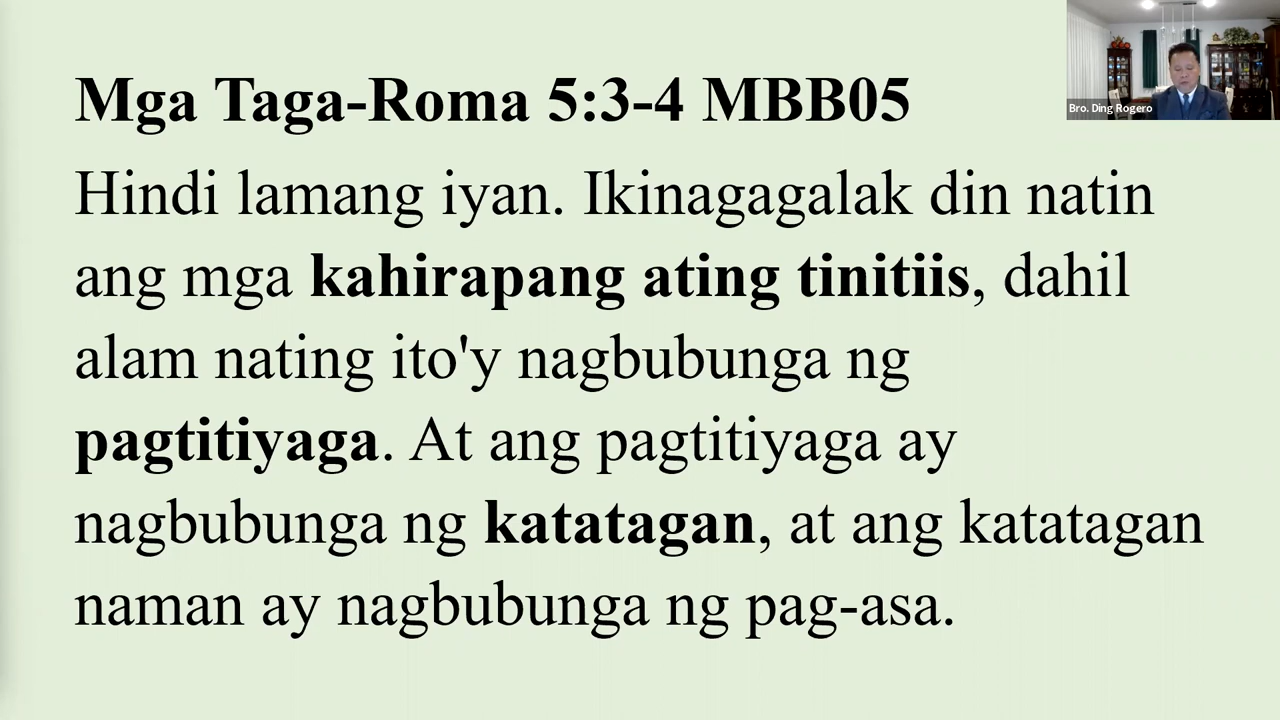 Mga Taga-Roma 5:3-4 MBB05
Hindi lamang iyan. Ikinagagalak din natin
ang mga kahirapang ating tinitiis, dahil
alam nating ito'y nagbubunga ng
pagtitiyaga. At ang pagtitiyaga ay
nagbubunga ng katatagan, at ang katatagan
naman ay nagbubunga ng pag-asa.
Bro. Ding Rogero